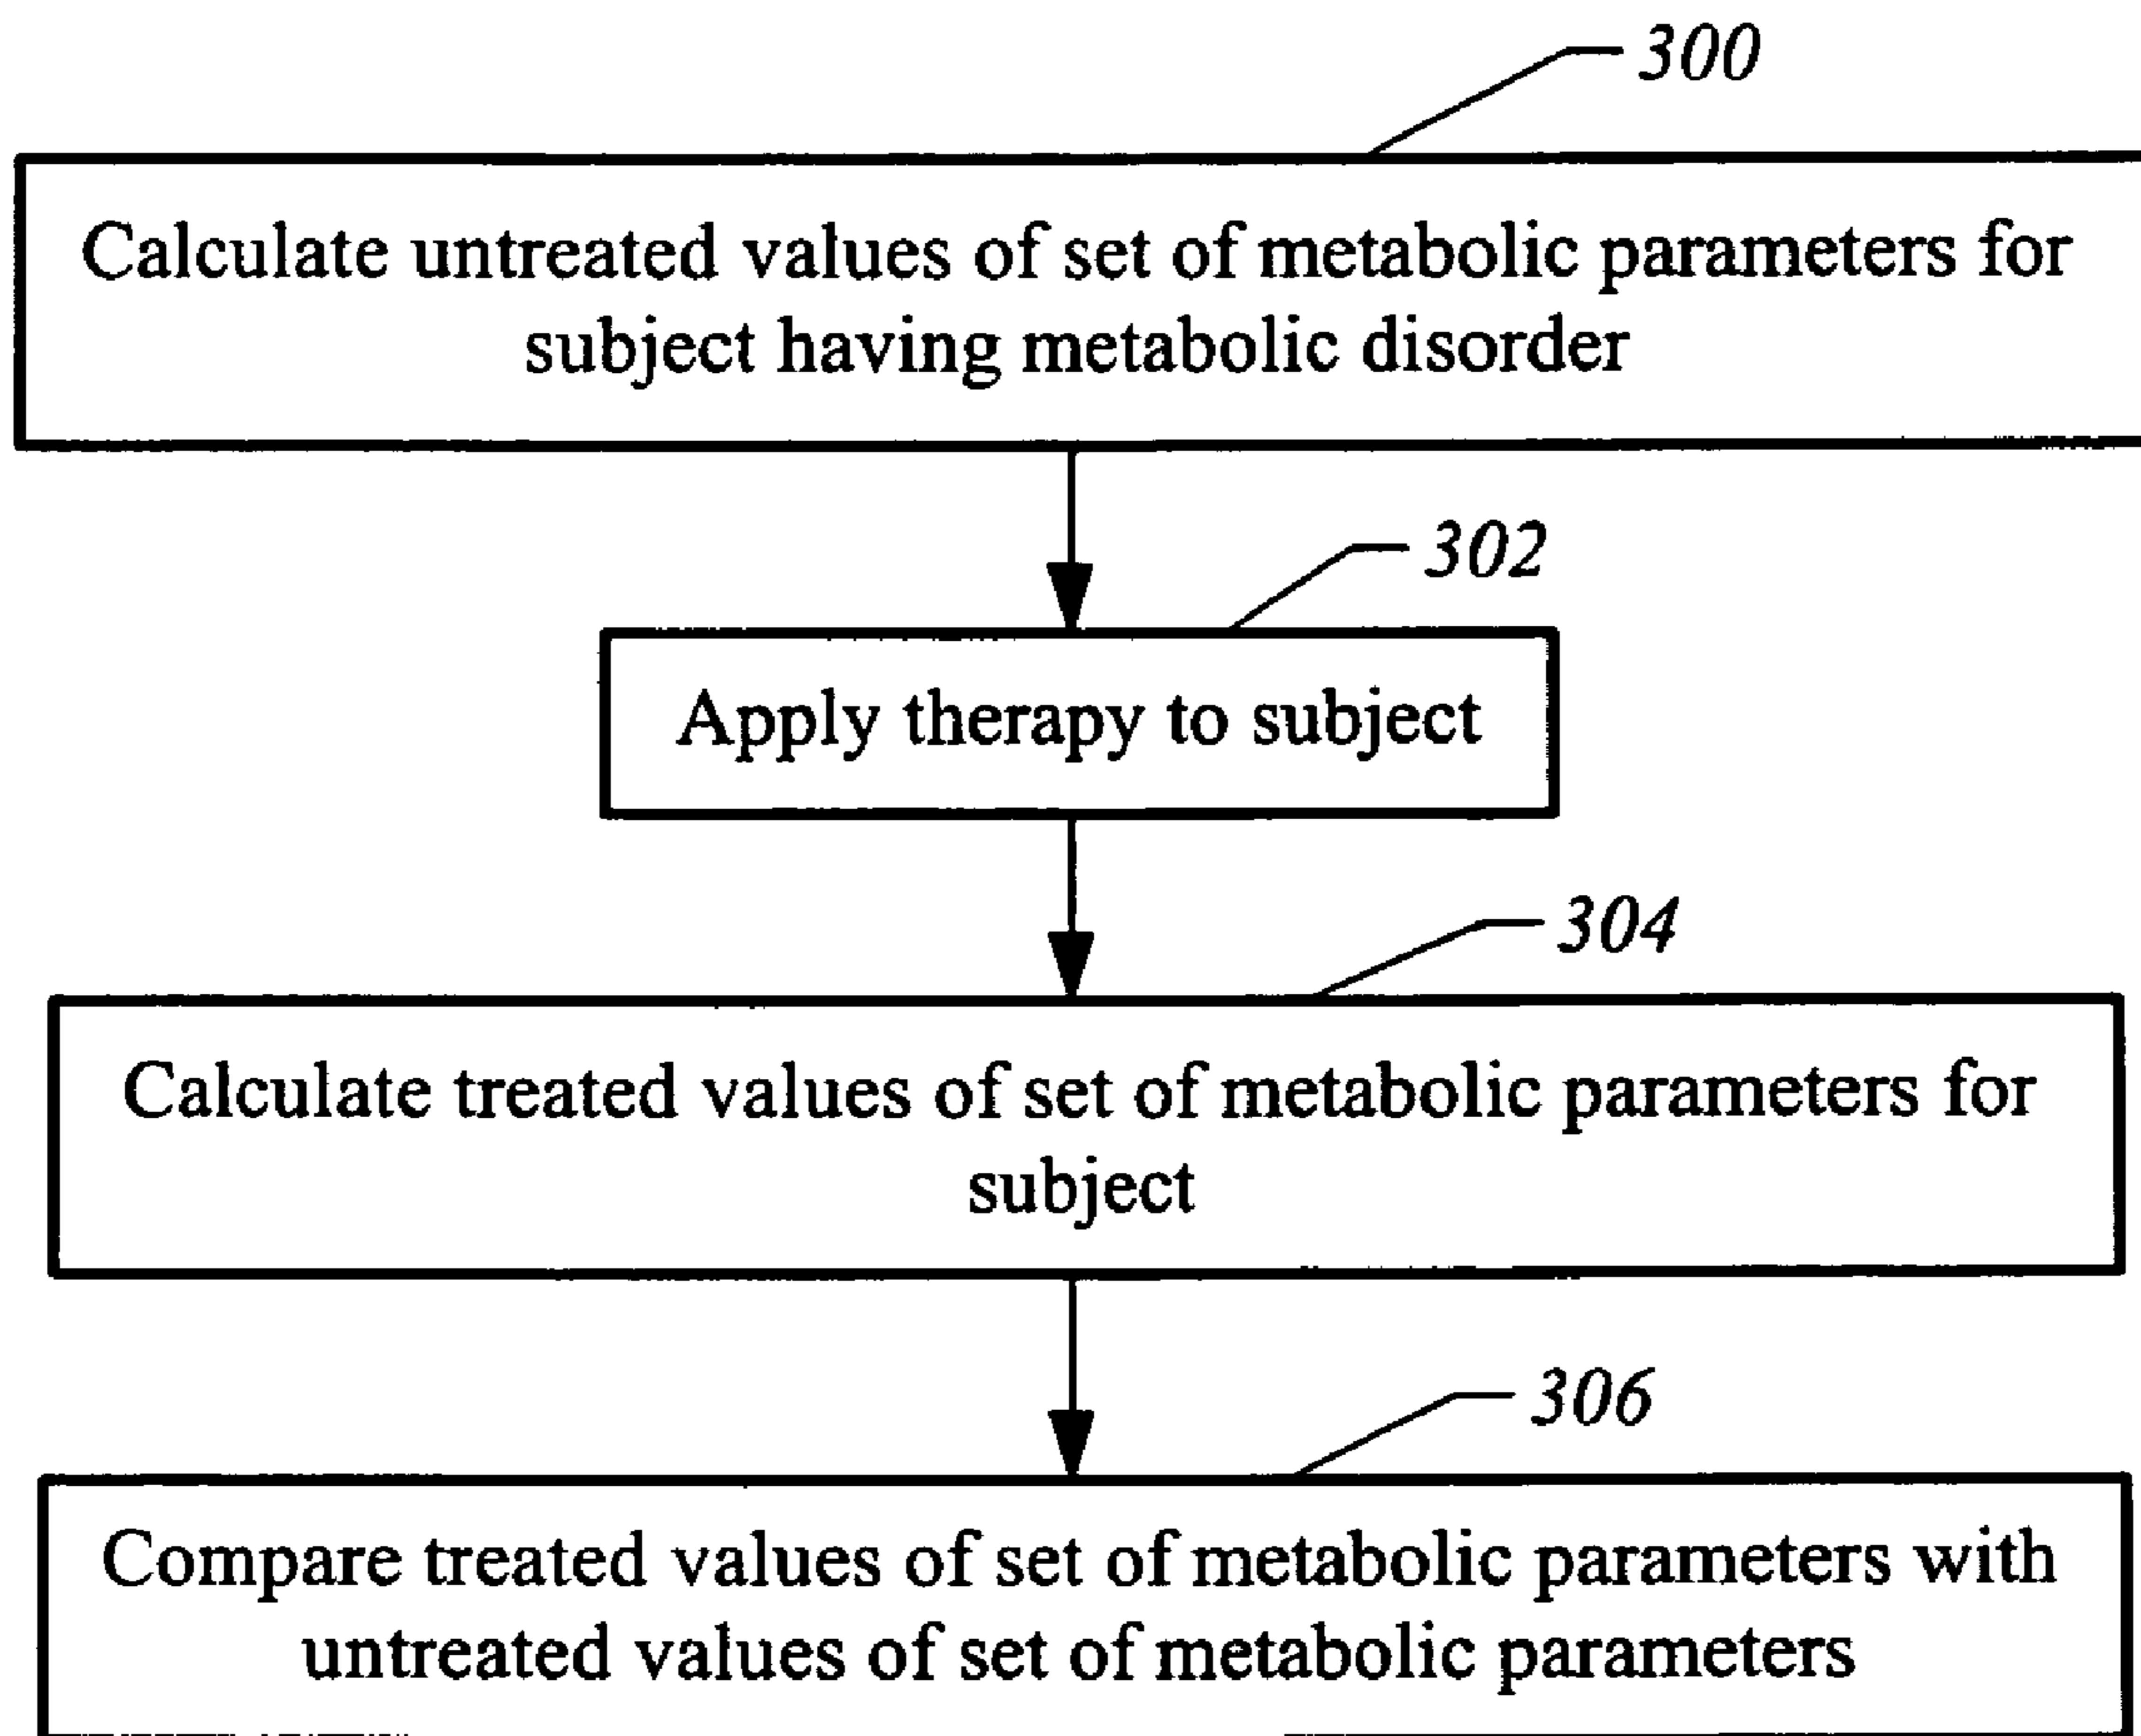 300
Calculate untreated values of set of metabolic parameters for
subject having metabolic disorder
302
Apply therapy to subject
304
Calculate treated values of set of metabolic parameters for
subject
306
Compare treated values of set of metabolic parameters with
untreated values of set of metabolic parameters